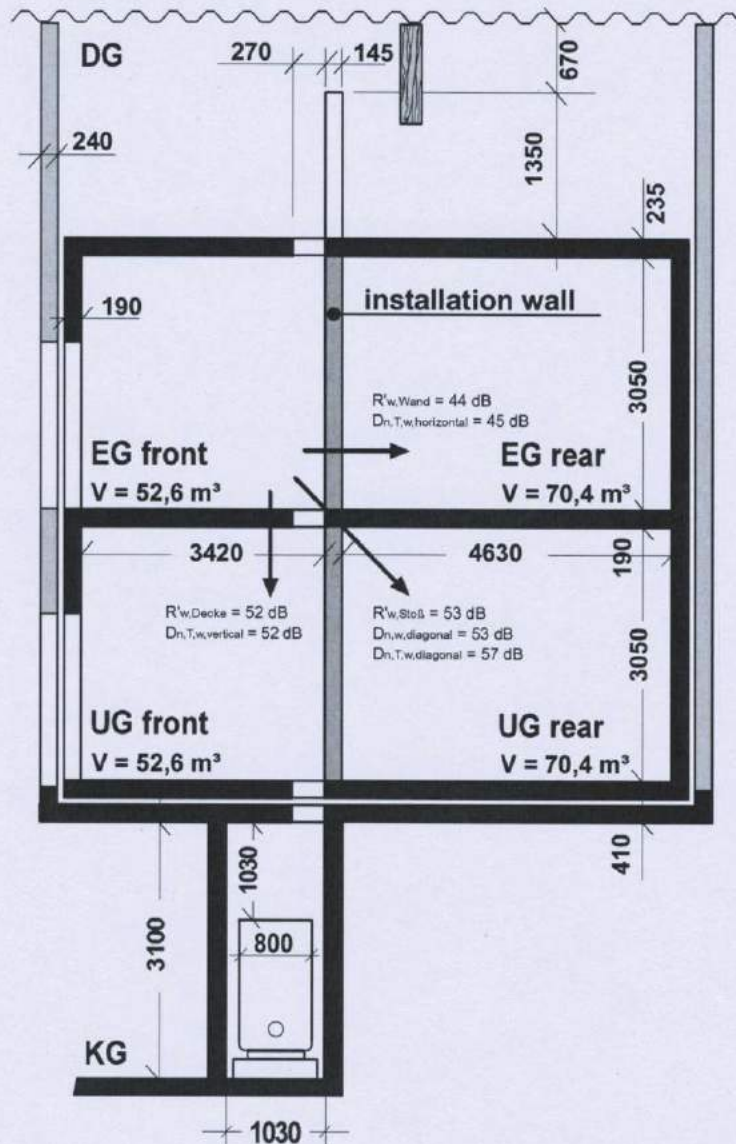 DG
270
145
670
240
1350
235
190
installation wall
R'w,Wand = 44 dB
Dn,T,w,horizontal = 45 dB
3050
EG front
V = 52,6 m³
EG rear
V = 70,4 m³
3420
4630
190
R'w,Decke = 52 dB
Dn,T,w,vertical = 52 dB
R'w,Stoß = 53 dB
Dn,w,diagonal = 53 dB
Dn,T,w,diagonal = 57 dB
3050
UG front
V = 52,6 m³
UG rear
V = 70,4 m³
410
1030
3100
800
KG
1030